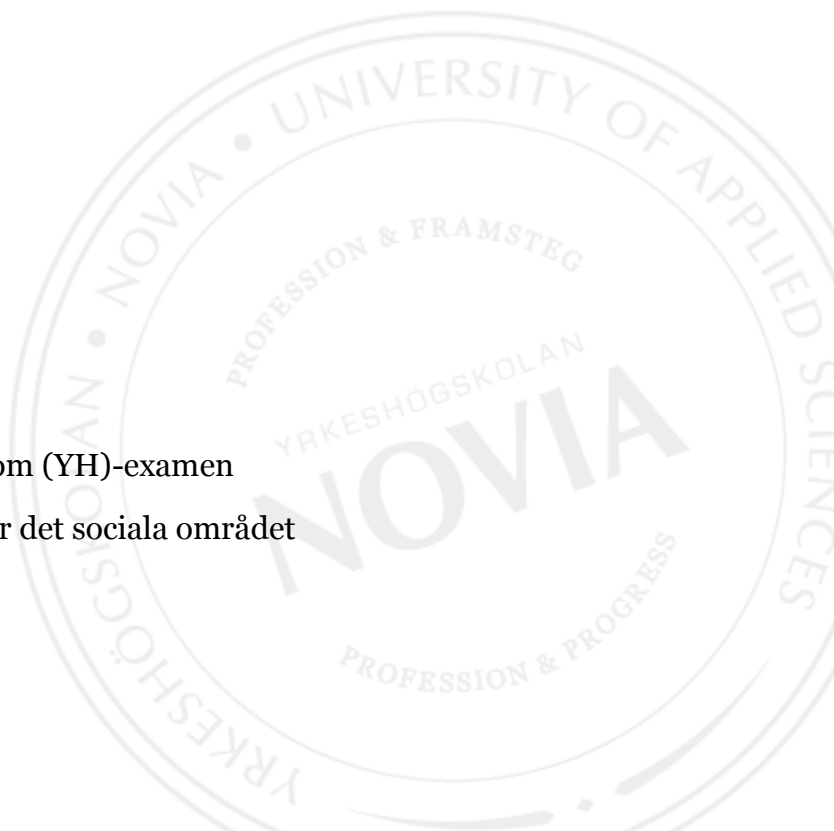 UNIVERSITY OF APPLIED SCIENCES
YRKESHÖGSKOLAN • NOVIA •
PROFESSION & FRAMSTEG
YRKESHÖGSKOLAN
NOVIA
om (YH)-examen
r det sociala området
PROFESSION & PROGRESS